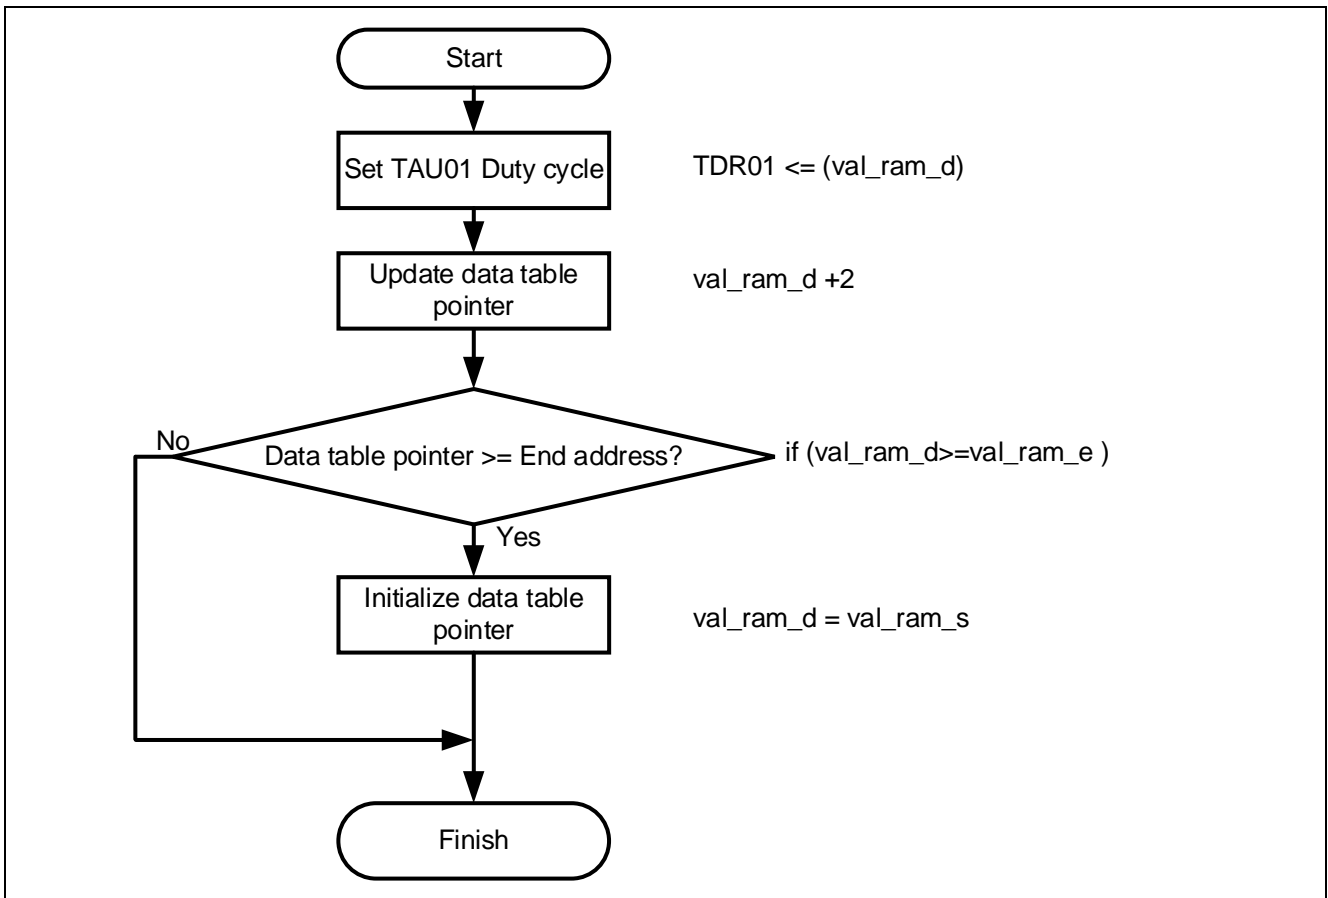 Start
Set TAU01 Duty cycle
TDR01 <= (val_ram_d)
Update data table
pointer
val_ram_d +2
No
Data table pointer >= End address?
if (val_ram_d>=val_ram_e )
Yes
Initialize data table
pointer
val_ram_d = val_ram_s
Finish